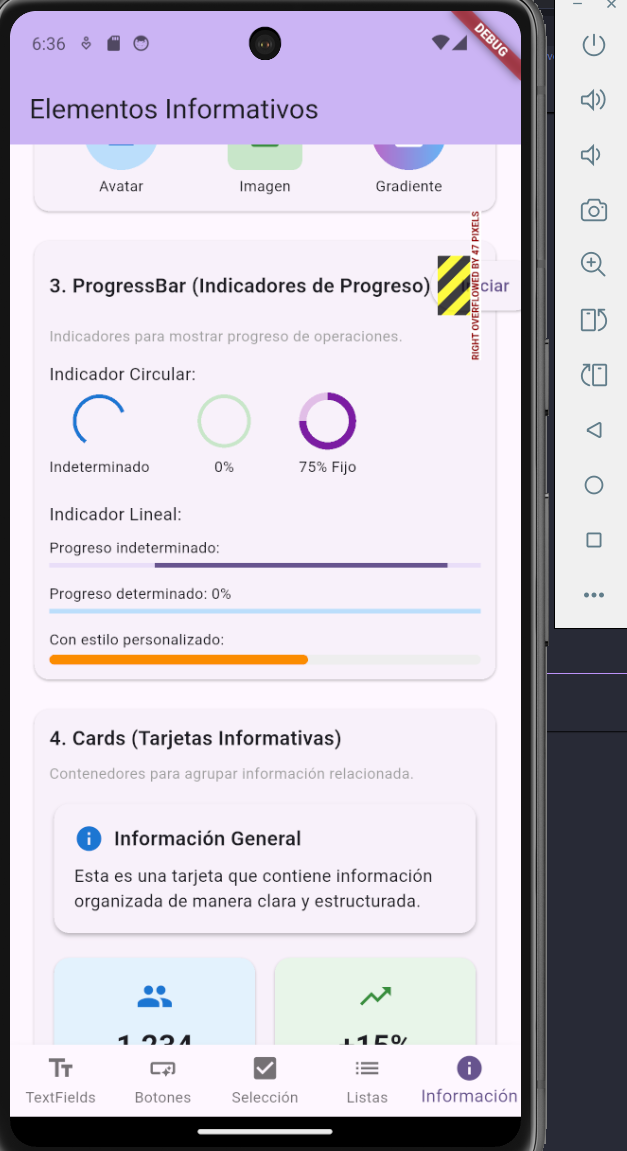 6:36
DEBUG
Elementos Informativos
Avatar
Imagen
Gradiente
3. ProgressBar (Indicadores de Progreso)
RIGHT OVERFLOWED BY 47 PIXELS
Indicadores para mostrar progreso de operaciones.
Indicador Circular:
Indeterminado
0%
75% Fijo
Indicador Lineal:
Progreso indeterminado:
Progreso determinado: 0%
Con estilo personalizado:
4. Cards (Tarjetas Informativas)
Contenedores para agrupar información relacionada.
Información General
Esta es una tarjeta que contiene información
organizada de manera clara y estructurada.
1,234
+15%
TextFields
Botones
Selección
Listas
Información